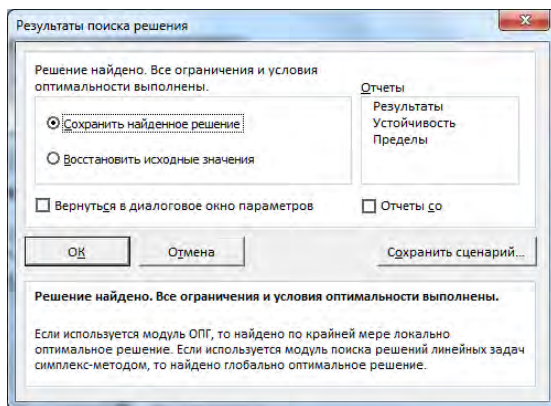 Результаты поиска решения
Решение найдено. Все ограничения и условия
оптимальности выполнены.
Отчеты
Результаты
Устойчивость
Пределы
Сохранить найденное решение
Восстановить исходные значения
Вернуться в диалоговое окно параметров
Отчеты со
ОК
Отмена
Сохранить сценарий...
Решение найдено. Все ограничения и условия оптимальности выполнены.
Если используется модуль ОПГ, то найдено по крайней мере локально
оптимальное решение. Если используется модуль поиска решений линейных задач
симплекс-методом, то найдено глобально оптимальное решение.